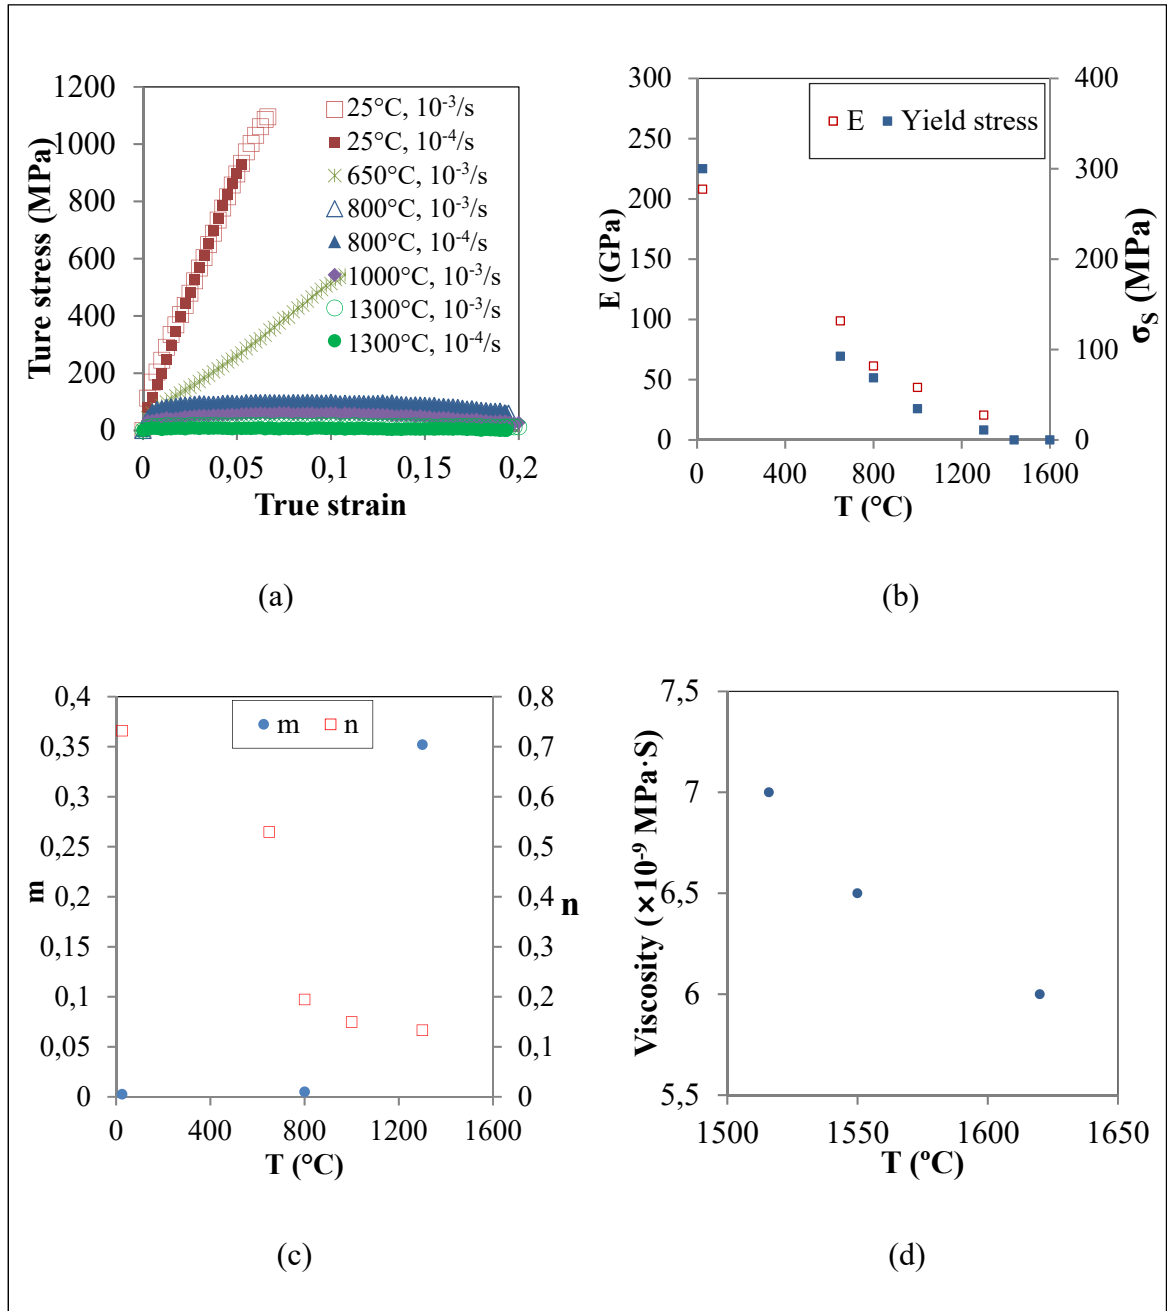 1200
1000
800
600
400
200
0
Ture stress (MPa)
0
0,05
0,1
0,15
0,2
True strain
25°C, 10⁻³/s
25°C, 10⁻⁴/s
650°C, 10⁻³/s
800°C, 10⁻³/s
800°C, 10⁻⁴/s
1000°C, 10⁻³/s
1300°C, 10⁻³/s
1300°C, 10⁻⁴/s
(a)
300
250
200
150
100
50
0
E (GPa)
E
Yield stress
400
300
200
100
0
σS (MPa)
0
400
800
1200
1600
T (°C)
(b)
0,4
0,35
0,3
0,25
0,2
0,15
0,1
0,05
0
m
m
n
0,8
0,7
0,6
0,5
0,4
0,3
0,2
0,1
0
n
0
400
800
1200
1600
T (°C)
(c)
7,5
7
6,5
6
5,5
Viscosity (×10⁻⁹ MPa·S)
1500
1550
1600
1650
T (ºC)
(d)